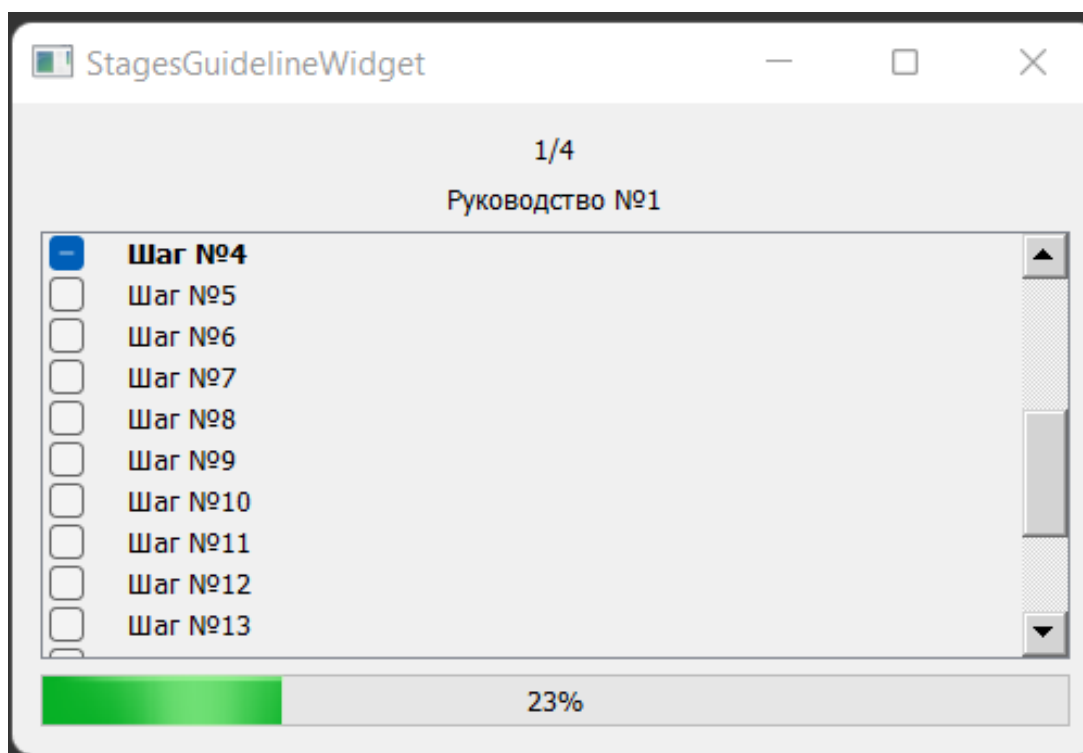 StagesGuidelineWidget
1/4
Руководство №1
Шаг №4
Шаг №5
Шаг №6
Шаг №7
Шаг №8
Шаг №9
Шаг №10
Шаг №11
Шаг №12
Шаг №13
23%